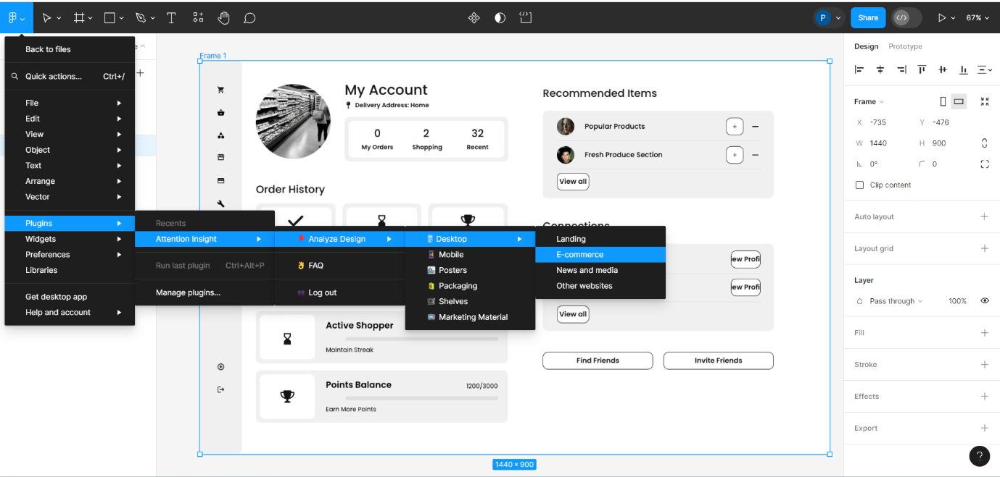 P
Share
67%
Back to files
Quick actions...
Ctrl+/
File
Edit
View
Object
Text
Arrange
Vector
Plugins
Widgets
Preferences
Libraries
Get desktop app
Help and account
Recents
Attention Insight
Run last plugin
Ctrl+Alt+P
Manage plugins...
Analyze Design
FAQ
Log out
Desktop
Mobile
Posters
Packaging
Shelves
Marketing Material
Landing
E-commerce
News and media
Other websites
Frame 1
My Account
Delivery Address: Home
0
2
32
My Orders
Shopping
Recent
Order History
Active Shopper
Maintain Streak
Points Balance
1200/3000
Earn More Points
Recommended Items
Popular Products
+
Fresh Produce Section
+
View all
Connections
ew Profi
ew Profi
View all
Find Friends
Invite Friends
1440 × 900
Design
Prototype
Frame
X
-735
Y
-476
W
1440
H
900
0°
0
Clip content
Auto layout
Layout grid
Layer
Pass through
100%
Fill
Stroke
Effects
Export
?